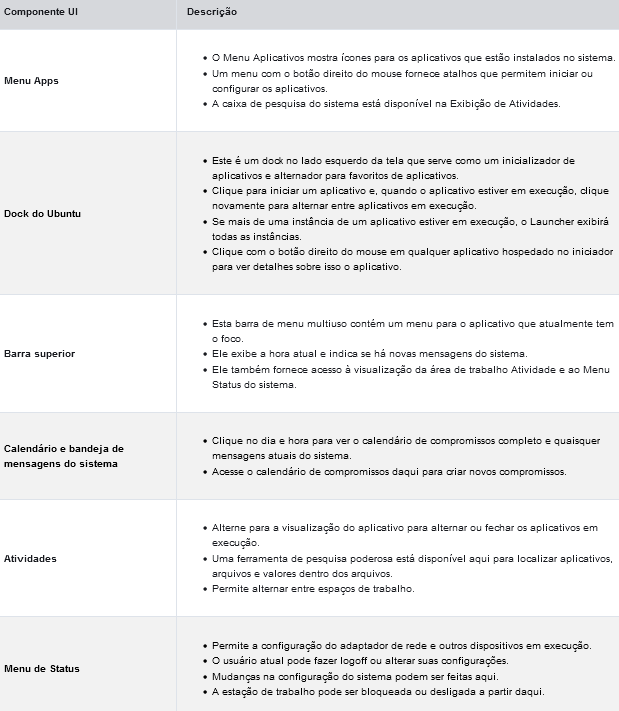 Componente UI
Descrição
Menu Apps
• O Menu Aplicativos mostra ícones para os aplicativos que estão instalados no sistema.
• Um menu com o botão direito do mouse fornece atalhos que permitem iniciar ou
configurar os aplicativos.
• A caixa de pesquisa do sistema está disponível na Exibição de Atividades.
Dock do Ubuntu
• Este é um dock no lado esquerdo da tela que serve como um inicializador de
aplicativos e alternador para favoritos de aplicativos.
• Clique para iniciar um aplicativo e, quando o aplicativo estiver em execução, clique
novamente para alternar entre aplicativos em execução.
• Se mais de uma instância de um aplicativo estiver em execução, o Launcher exibirá
todas as instâncias.
• Clique com o botão direito do mouse em qualquer aplicativo hospedado no iniciador
para ver detalhes sobre isso o aplicativo.
Barra superior
• Esta barra de menu multiuso contém um menu para o aplicativo que atualmente tem
o foco.
• Ele exibe a hora atual e indica se há novas mensagens do sistema.
• Ele também fornece acesso à visualização da área de trabalho Atividade e ao Menu
Status do sistema.
Calendário e bandeja de
mensagens do sistema
• Clique no dia e hora para ver o calendário de compromissos completo e quaisquer
mensagens atuais do sistema.
• Acesse o calendário de compromissos daqui para criar novos compromissos.
Atividades
• Alterne para a visualização do aplicativo para alternar ou fechar os aplicativos em
execução.
• Uma ferramenta de pesquisa poderosa está disponível aqui para localizar aplicativos,
arquivos e valores dentro dos arquivos.
• Permite alternar entre espaços de trabalho.
Menu de Status
• Permite a configuração do adaptador de rede e outros dispositivos em execução.
• O usuário atual pode fazer logoff ou alterar suas configurações.
• Mudanças na configuração do sistema podem ser feitas aqui.
• A estação de trabalho pode ser bloqueada ou desligada a partir daqui.